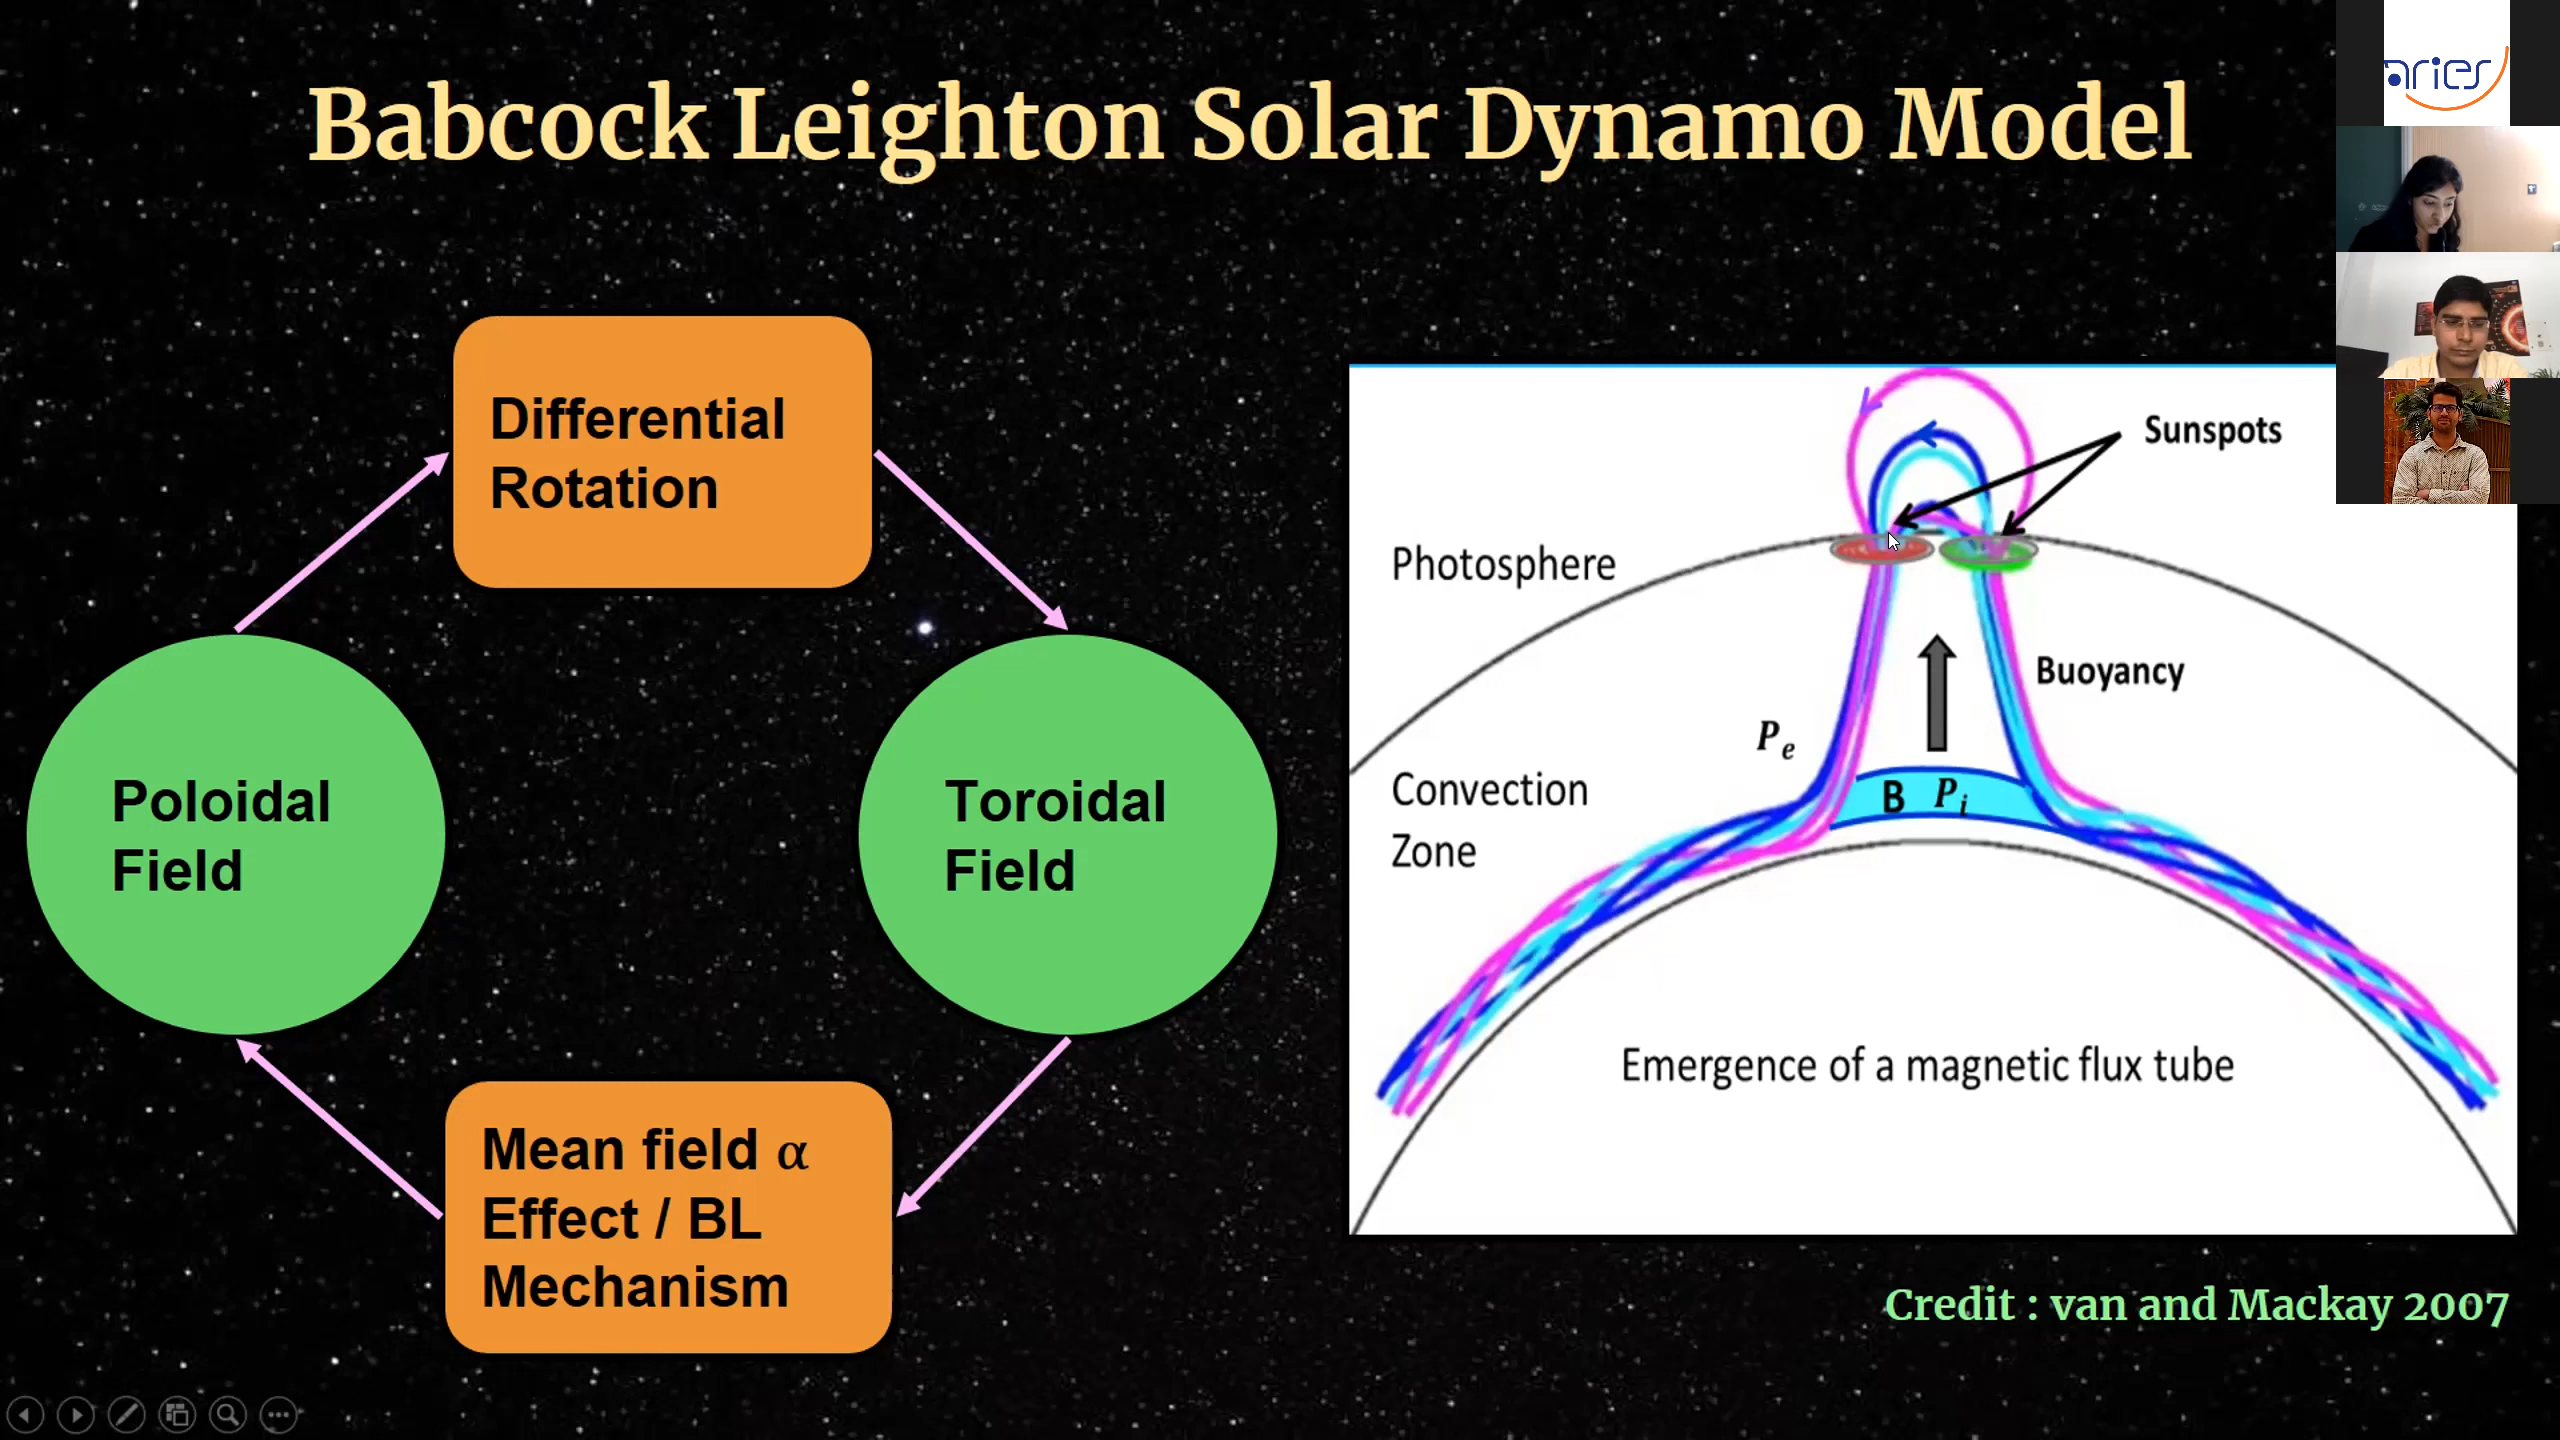 Babcock Leighton Solar Dynamo Model
aries
Differential
Rotation
Poloidal
Field
Toroidal
Field
Mean field α
Effect / BL
Mechanism
Sunspots
Photosphere
Buoyancy
Pe
Convection
Zone
B Pi
Emergence of a magnetic flux tube
Credit : van and Mackay 2007